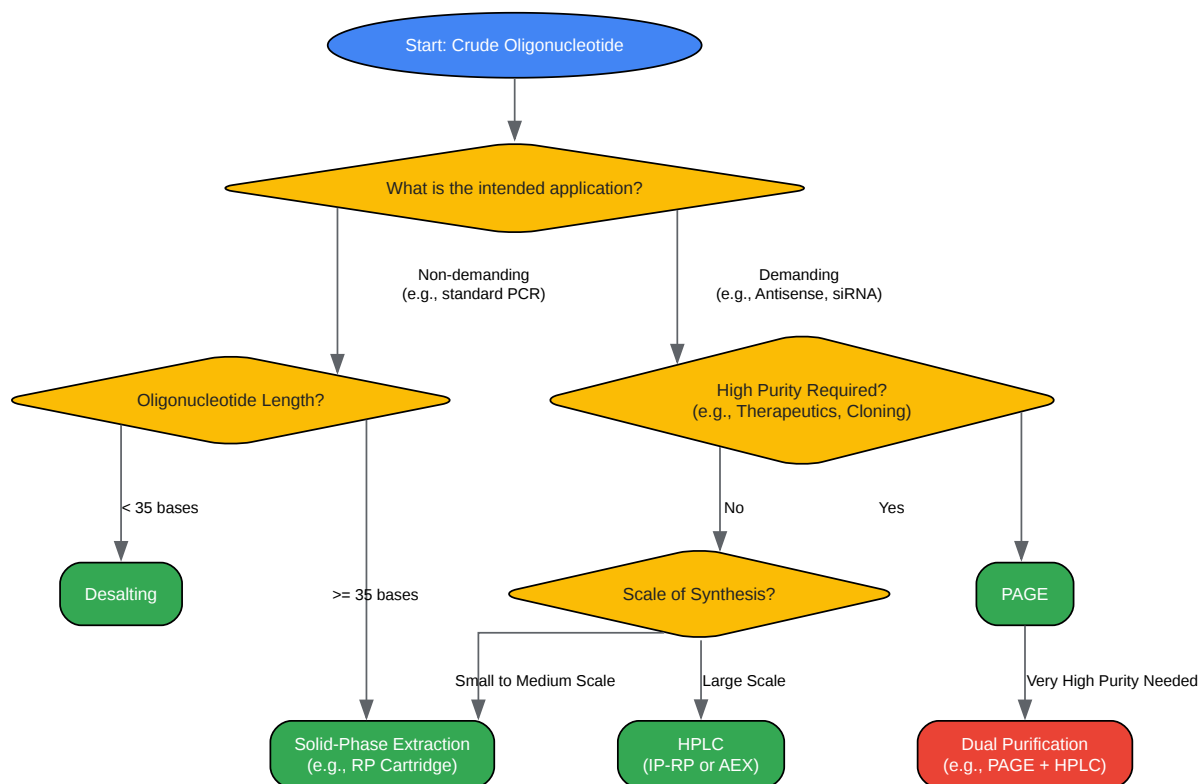 Start: Crude Oligonucleotide
What is the intended application?
Non-demanding
(e.g., standard PCR)
Demanding
(e.g., Antisense, siRNA)
Oligonucleotide Length?
High Purity Required?
(e.g., Therapeutics, Cloning)
< 35 bases
No
Yes
Desalting
>= 35 bases
Scale of Synthesis?
PAGE
Small to Medium Scale
Large Scale
Very High Purity Needed
Solid-Phase Extraction
(e.g., RP Cartridge)
HPLC
(IP-RP or AEX)
Dual Purification
(e.g., PAGE + HPLC)